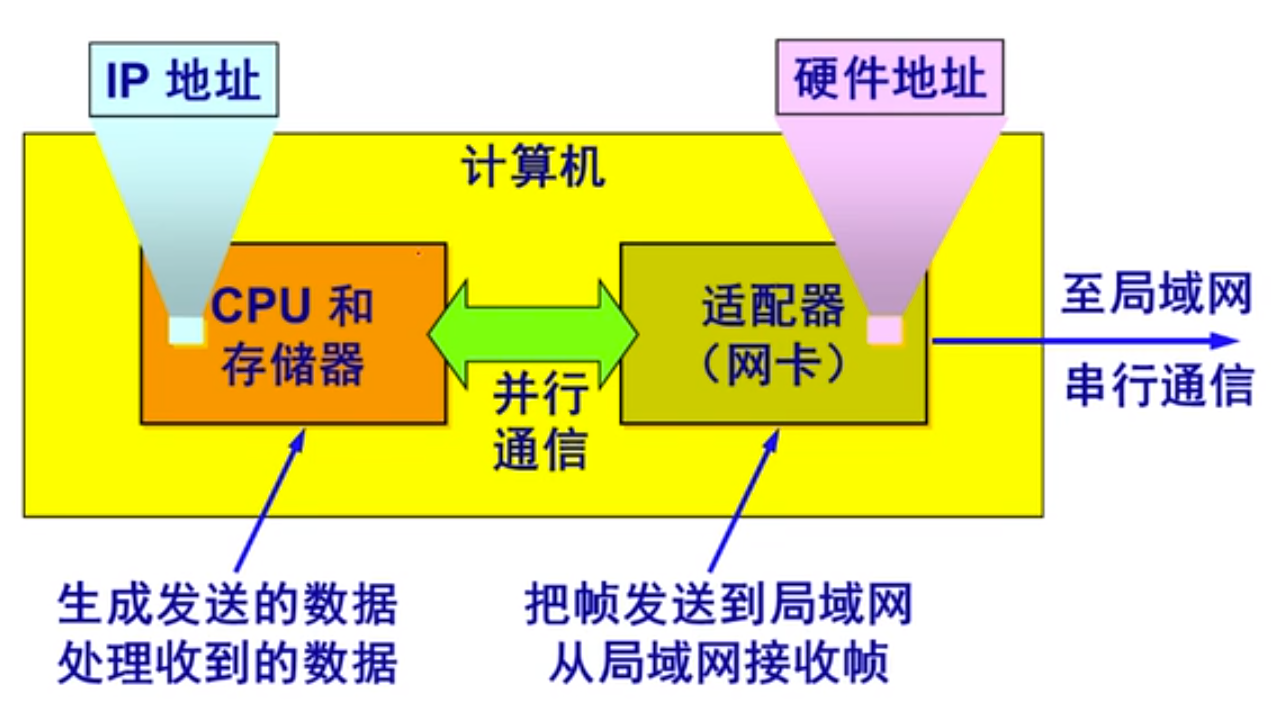 IP 地址
硬件地址
计算机
CPU 和
存储器
并行
通信
适配器
（网卡）
至局域网
串行通信
生成发送的数据
处理收到的数据
把帧发送到局域网
从局域网接收帧